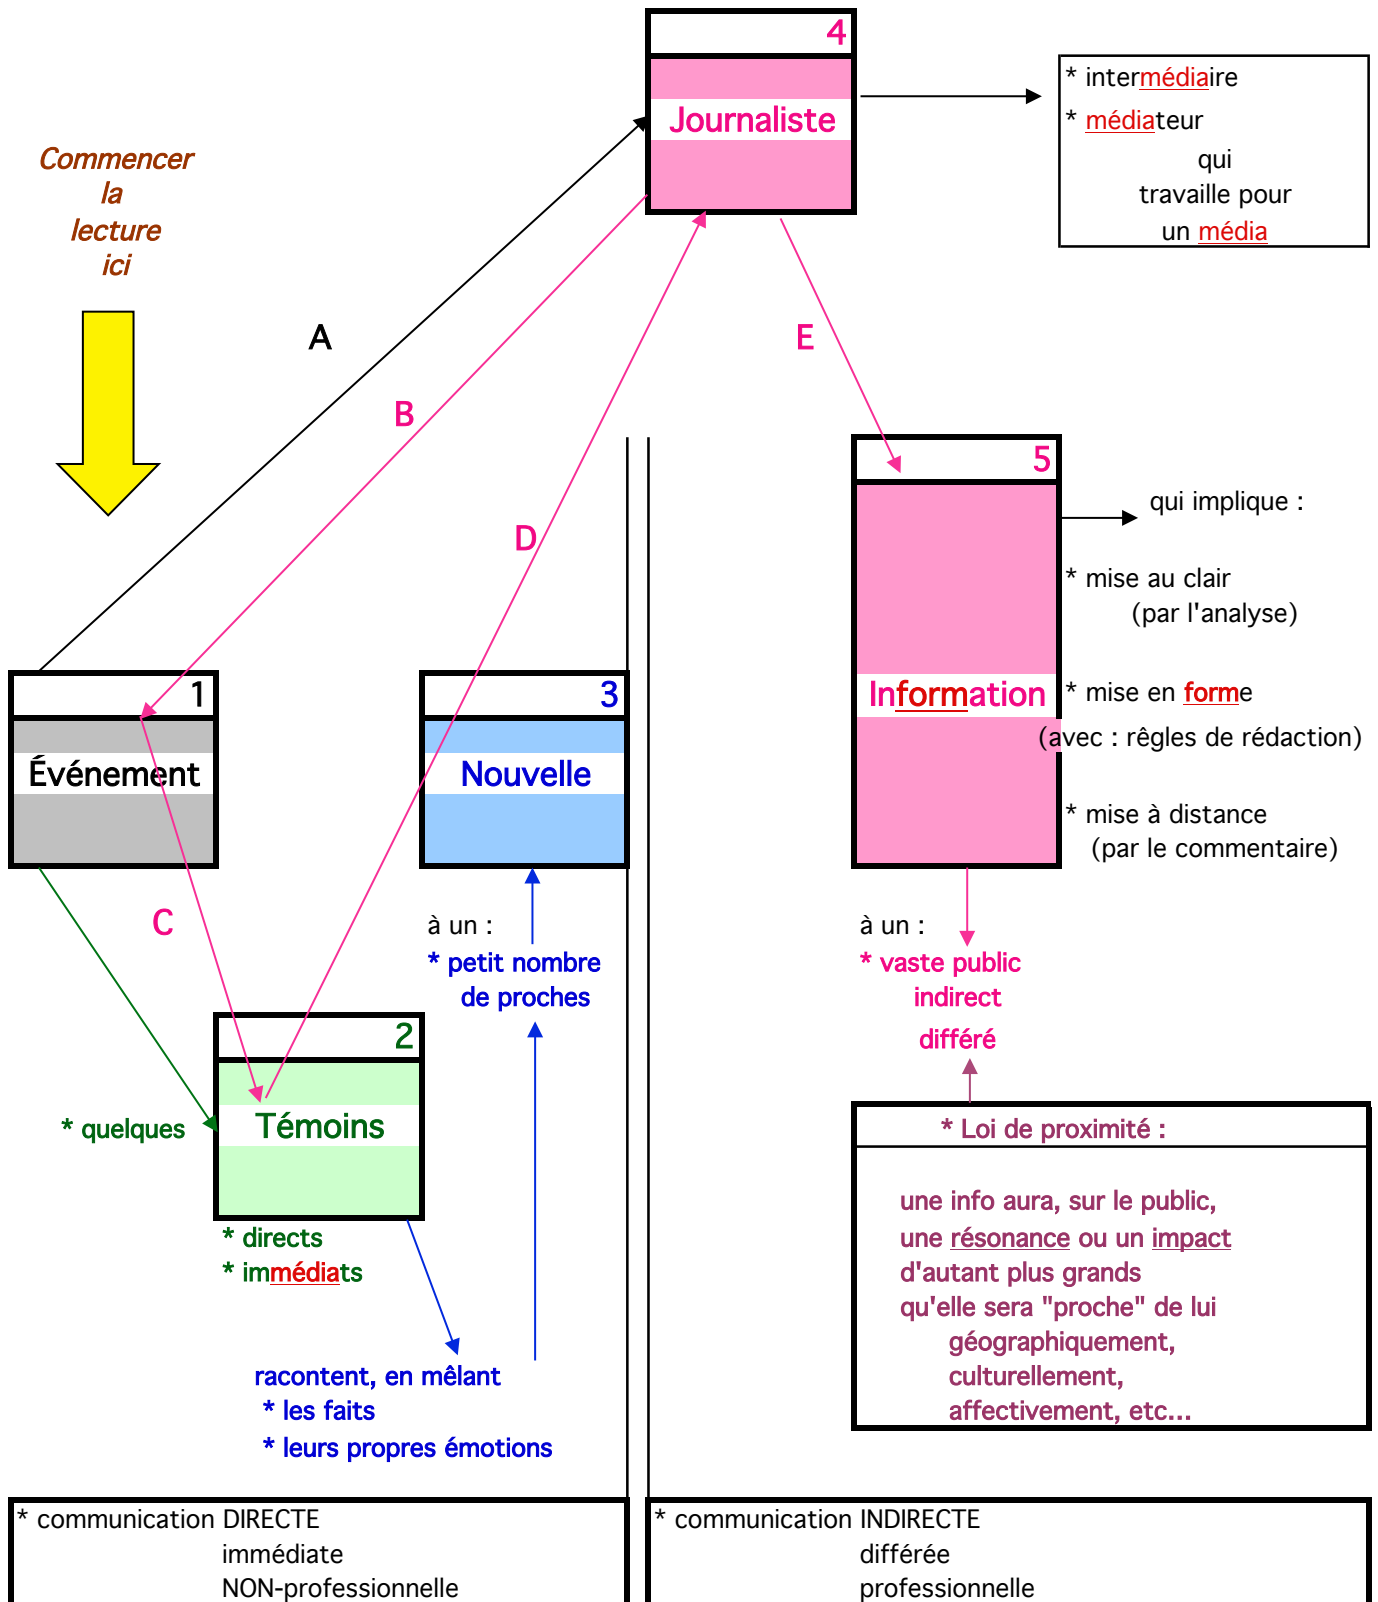 4
Journaliste
* intermédiaire
* médiateur
qui
travaille pour
un média
Commencer
la
lecture
ici
A
B
C
D
E
1
Événement
2
* quelques
Témoins
* directs
* immédiats
racontent, en mêlant
* les faits
* leurs propres émotions
3
Nouvelle
à un :
* petit nombre
de proches
5
Information
qui implique :
* mise au clair
(par l'analyse)
* mise en forme
(avec : rêgles de rédaction)
* mise à distance
(par le commentaire)
à un :
* vaste public
indirect
différé
* Loi de proximité :
une info aura, sur le public,
une résonance ou un impact
d'autant plus grands
qu'elle sera "proche" de lui
géographiquement,
culturellement,
affectivement, etc...
* communication DIRECTE
immédiate
NON-professionnelle
* communication INDIRECTE
différée
professionnelle